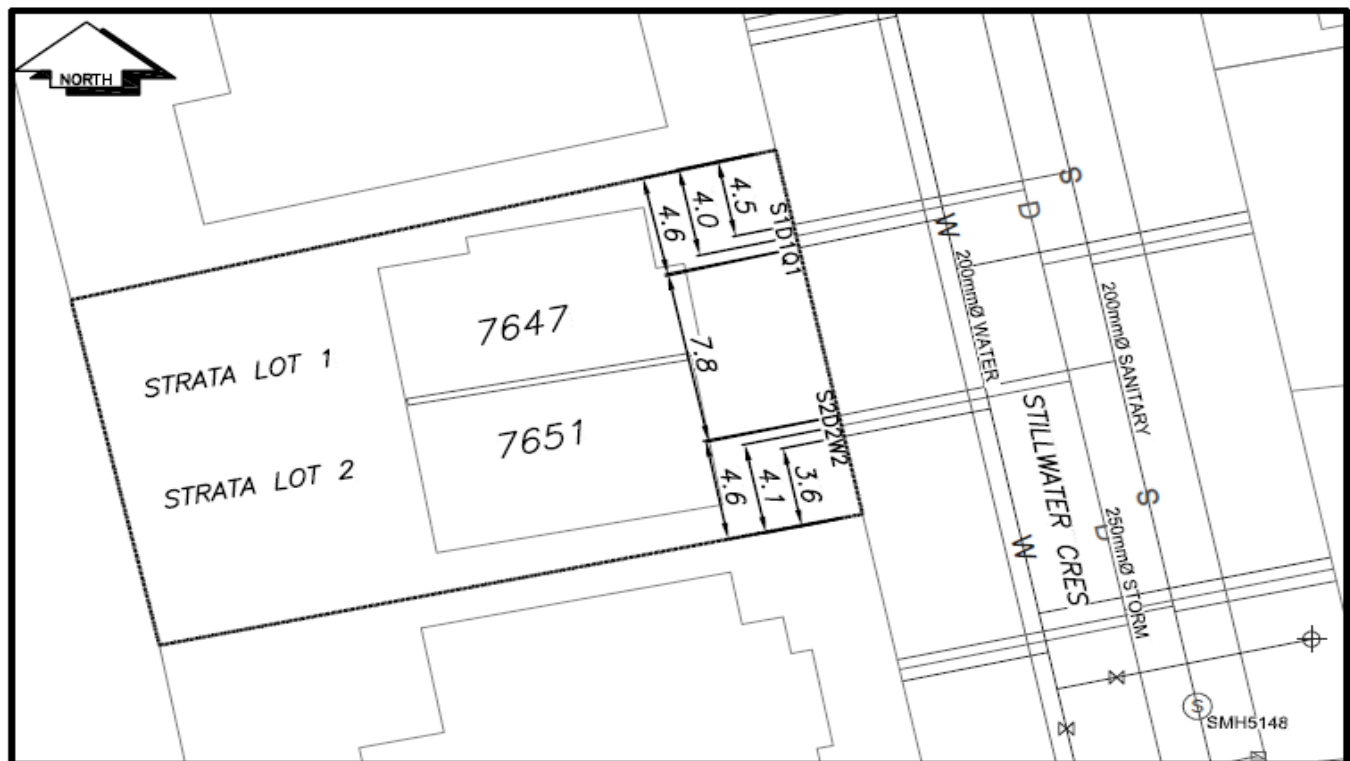 NORTH
4.5
4.0
4.6
S1D1Q1
S
D
W
200mmØ WATER
200mmØ SANITARY
7647
7.8
STRATA LOT 1
7651
S2D2W2
STILLWATER CRES
STRATA LOT 2
3.6
4.1
4.6
S
D
W
250mmØ STORM
S
SMH5148